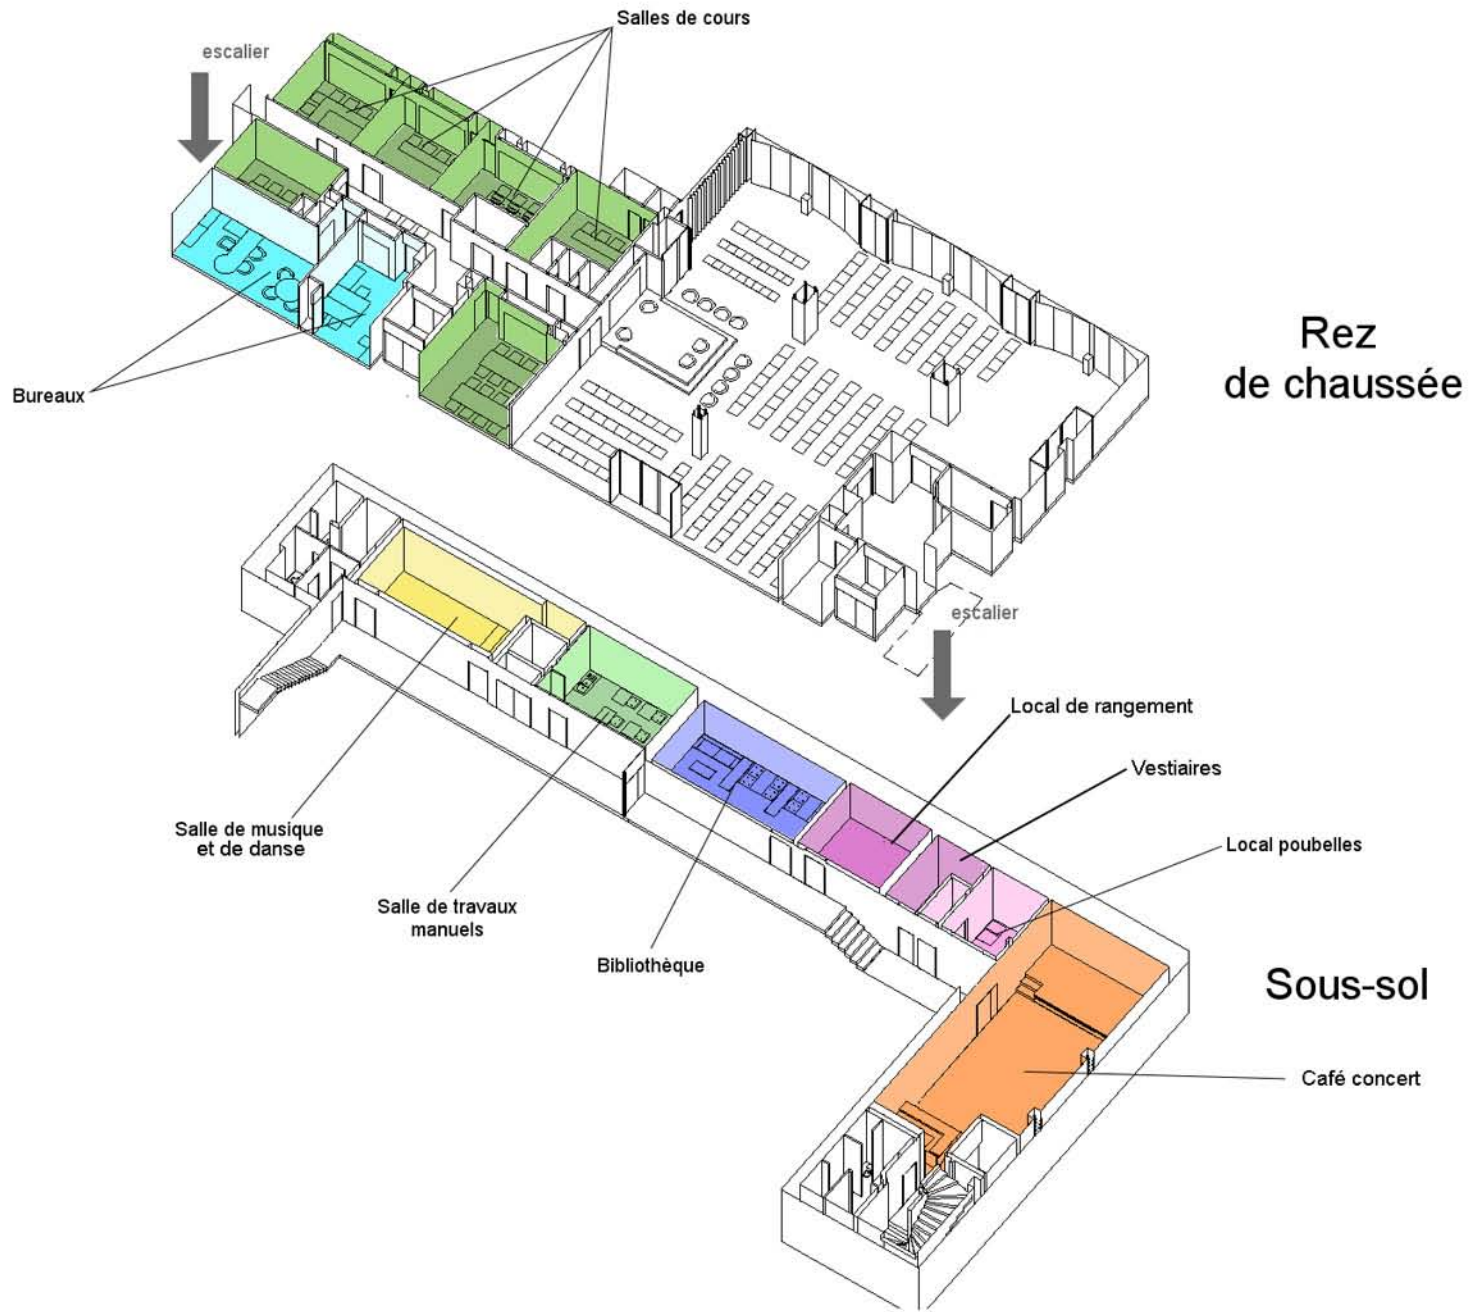 Salles de cours
escalier
Rez
de chaussée
Bureaux
escalier
Local de rangement
Vestiaires
Salle de musique
et de danse
Local poubelles
Salle de travaux
manuels
Bibliothèque
Sous-sol
Café concert